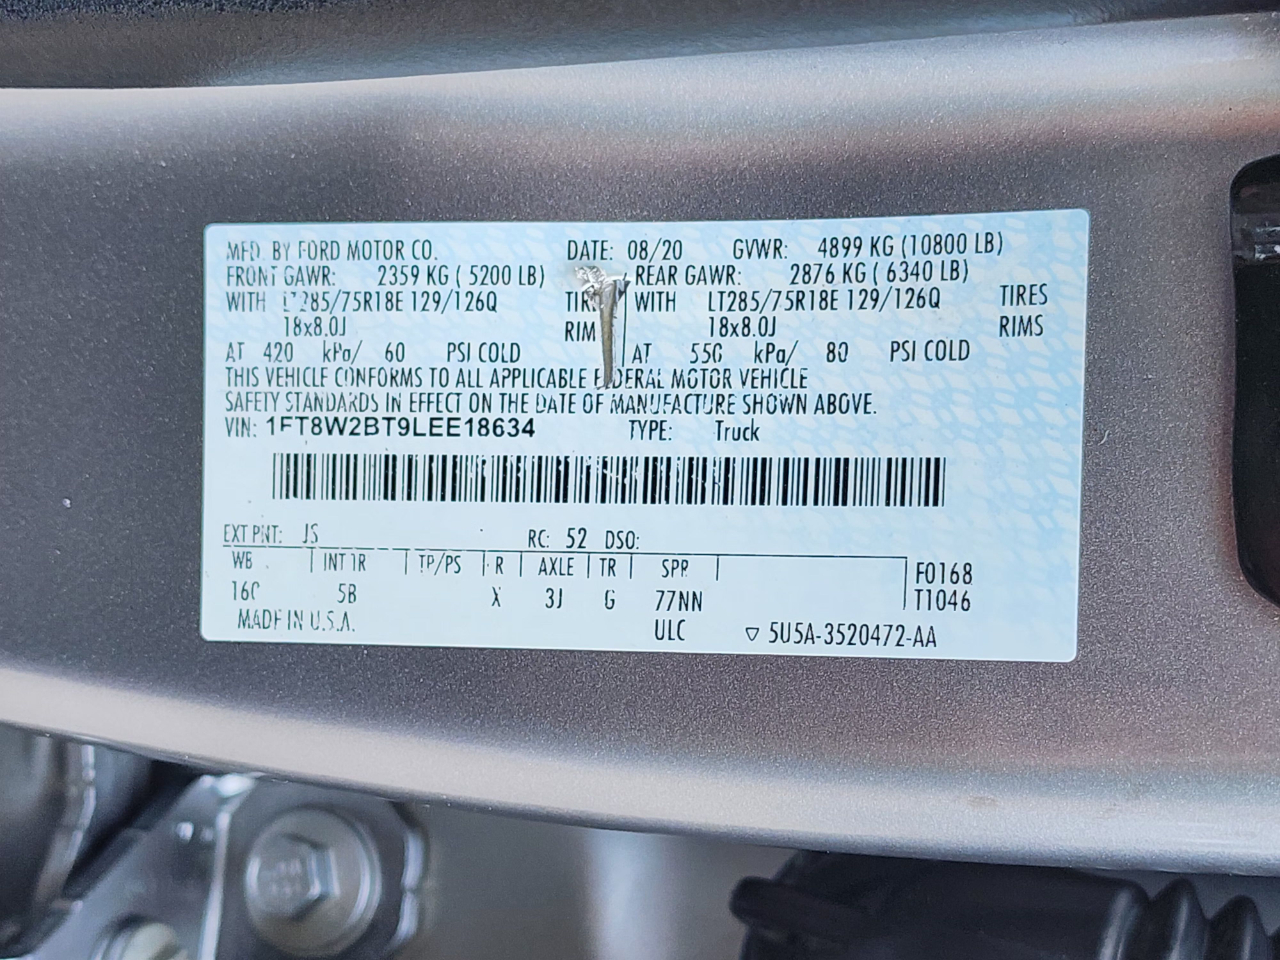 MFD. BY FORD MOTOR CO. DATE: 08/20 GVWR: 4899 KG (10800 LB)
FRONT GAWR: 2359 KG ( 5200 LB) REAR GAWR: 2876 KG ( 6340 LB)
WITH LT285/75R18E 129/126Q WITH LT285/75R18E 129/126Q TIRES
18x8.0J RIM 18x8.0J RIMS
AT 420 kPa/ 60 PSI COLD AT 550 kPa/ 80 PSI COLD
THIS VEHICLE CONFORMS TO ALL APPLICABLE FEDERAL MOTOR VEHICLE
SAFETY STANDARDS IN EFFECT ON THE DATE OF MANUFACTURE SHOWN ABOVE.
VIN: 1FT8W2BT9LEE18634 TYPE: Truck
EXT PNT: JS RC: 52 DSO:
WB INT TR TP/PS R AXLE TR SPR F0168
160 5B X 3J G 77NN T1046
MADE IN U.S.A. ULC ▽ 5U5A-3520472-AA